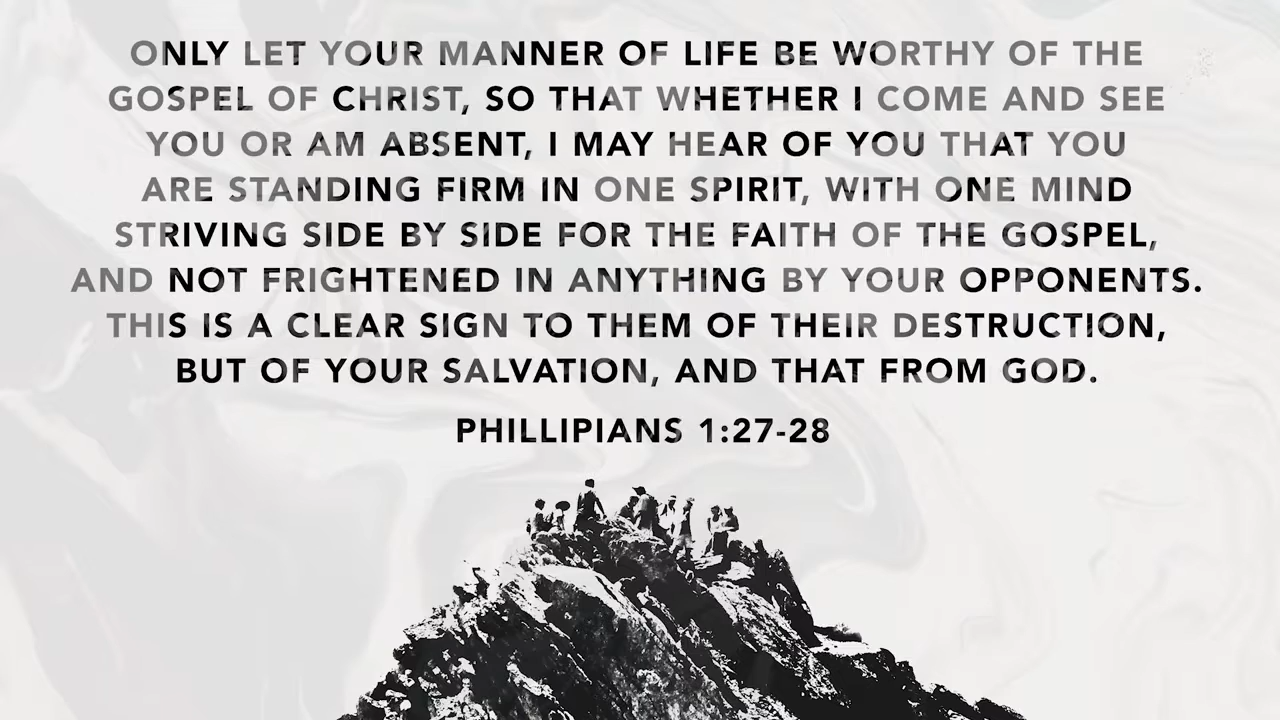 ONLY LET YOUR MANNER OF LIFE BE WORTHY OF THE
GOSPEL OF CHRIST, SO THAT WHETHER I COME AND SEE
YOU OR AM ABSENT, I MAY HEAR OF YOU THAT YOU
ARE STANDING FIRM IN ONE SPIRIT, WITH ONE MIND
STRIVING SIDE BY SIDE FOR THE FAITH OF THE GOSPEL,
AND NOT FRIGHTENED IN ANYTHING BY YOUR OPPONENTS.
THIS IS A CLEAR SIGN TO THEM OF THEIR DESTRUCTION,
BUT OF YOUR SALVATION, AND THAT FROM GOD.
PHILLIPIANS 1:27-28